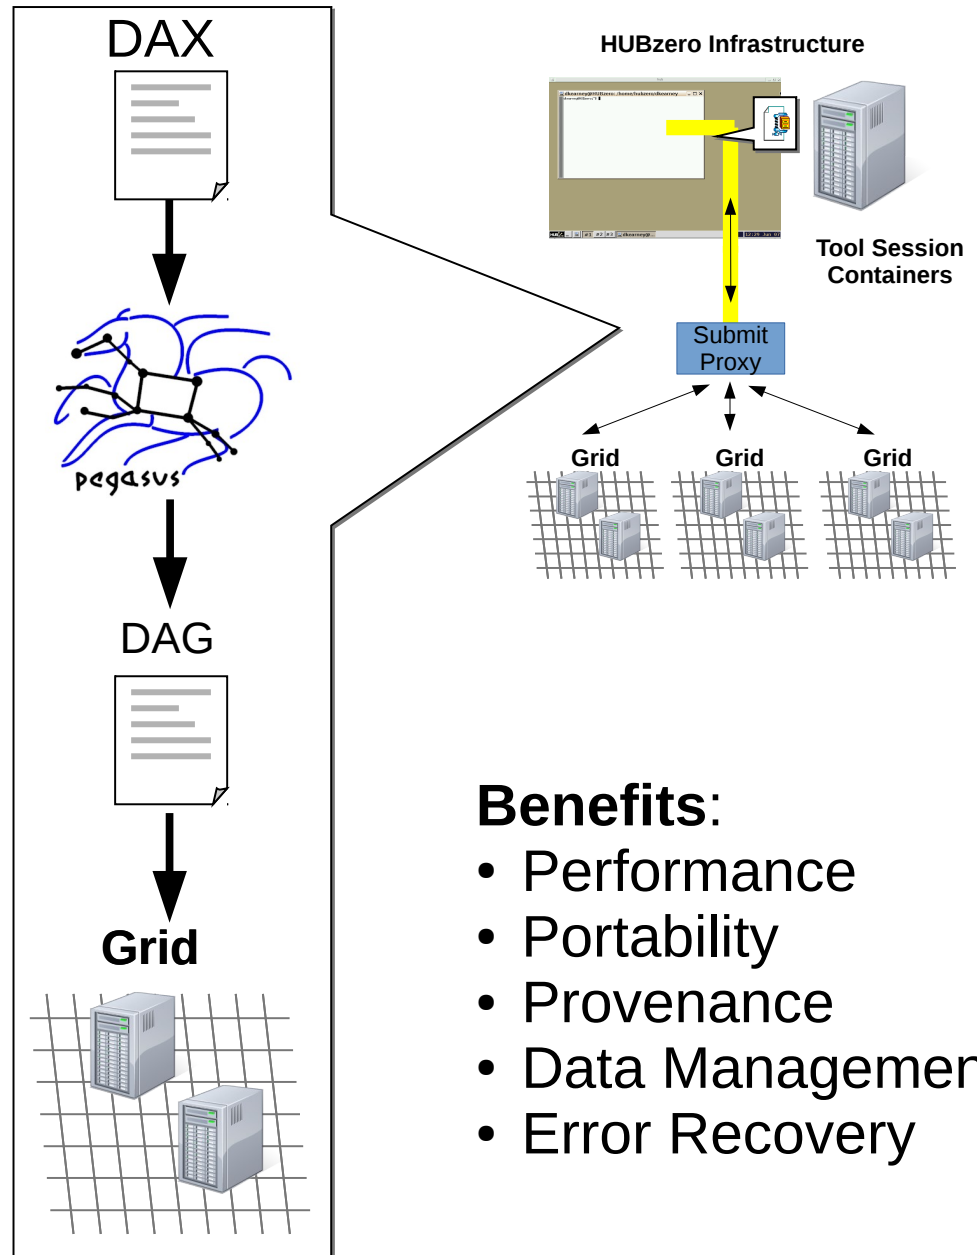 DAX
pegasus
DAG
Grid
HUBzero Infrastructure
Tool Session
Containers
Submit
Proxy
Grid
Grid
Grid
Benefits:
• Performance
• Portability
• Provenance
• Data Managemen
• Error Recovery